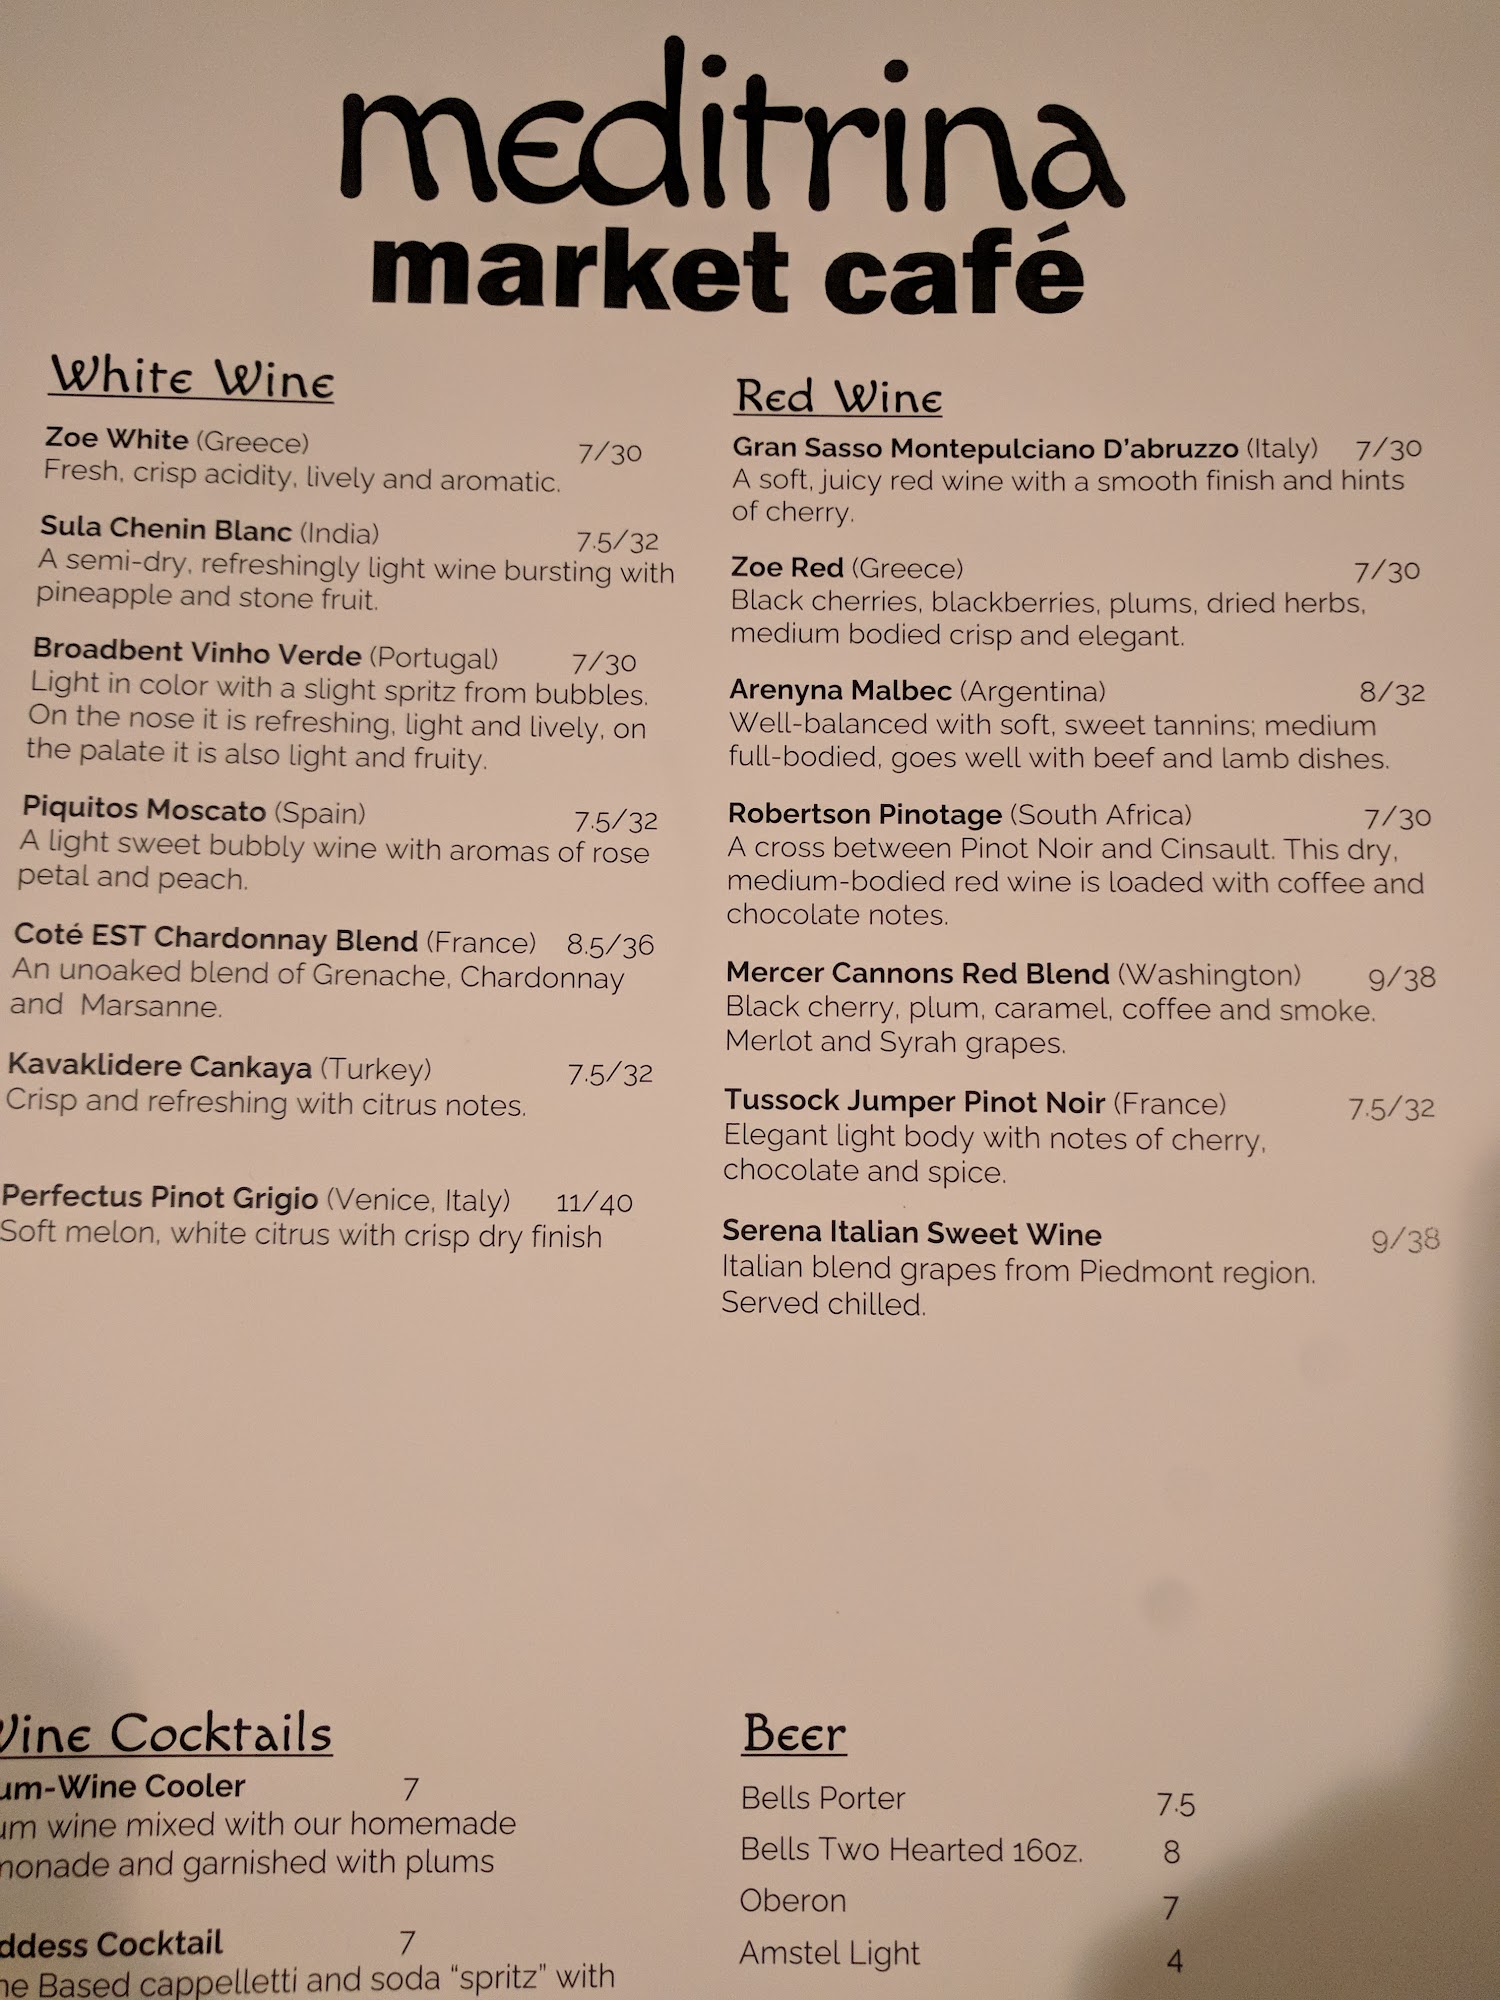 meditrina
market café
White Wine
Zoe White (Greece) 7/30
Fresh, crisp acidity, lively and aromatic.
Sula Chenin Blanc (India) 7.5/32
A semi-dry, refreshingly light wine bursting with
pineapple and stone fruit.
Broadbent Vinho Verde (Portugal) 7/30
Light in color with a slight spritz from bubbles.
On the nose it is refreshing, light and lively, on
the palate it is also light and fruity.
Piquitos Moscato (Spain) 7.5/32
A light sweet bubbly wine with aromas of rose
petal and peach.
Coté EST Chardonnay Blend (France) 8.5/36
An unoaked blend of Grenache, Chardonnay
and Marsanne.
Kavaklidere Cankaya (Turkey) 7.5/32
Crisp and refreshing with citrus notes.
Perfectus Pinot Grigio (Venice, Italy) 11/40
Soft melon, white citrus with crisp dry finish
Red Wine
Gran Sasso Montepulciano D'abruzzo (Italy) 7/30
A soft, juicy red wine with a smooth finish and hints
of cherry.
Zoe Red (Greece) 7/30
Black cherries, blackberries, plums, dried herbs,
medium bodied crisp and elegant.
Arenyna Malbec (Argentina) 8/32
Well-balanced with soft, sweet tannins; medium
full-bodied, goes well with beef and lamb dishes.
Robertson Pinotage (South Africa) 7/30
A cross between Pinot Noir and Cinsault. This dry,
medium-bodied red wine is loaded with coffee and
chocolate notes.
Mercer Cannons Red Blend (Washington) 9/38
Black cherry, plum, caramel, coffee and smoke.
Merlot and Syrah grapes.
Tussock Jumper Pinot Noir (France) 7.5/32
Elegant light body with notes of cherry,
chocolate and spice.
Serena Italian Sweet Wine 9/38
Italian blend grapes from Piedmont region.
Served chilled.
Wine Cocktails
um-Wine Cooler 7
um wine mixed with our homemade
monade and garnished with plums
ddess Cocktail 7
ne Based cappelletti and soda "spritz" with
Beer
Bells Porter 7.5
Bells Two Hearted 16oz. 8
Oberon 7
Amstel Light 4